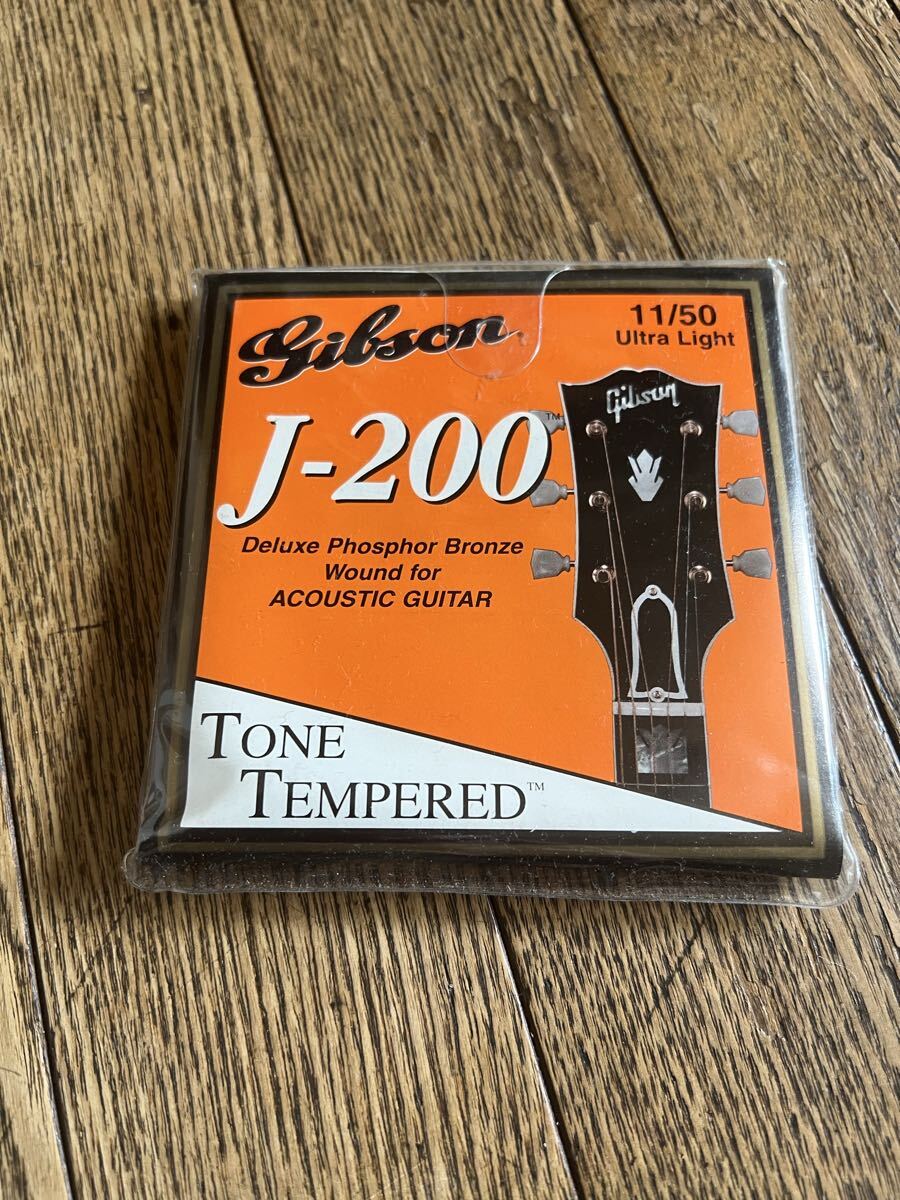 Gibson
11/50
Ultra Light
Gibson
J-200™
Deluxe Phosphor Bronze
Wound for
ACOUSTIC GUITAR
TONE
TEMPERED™